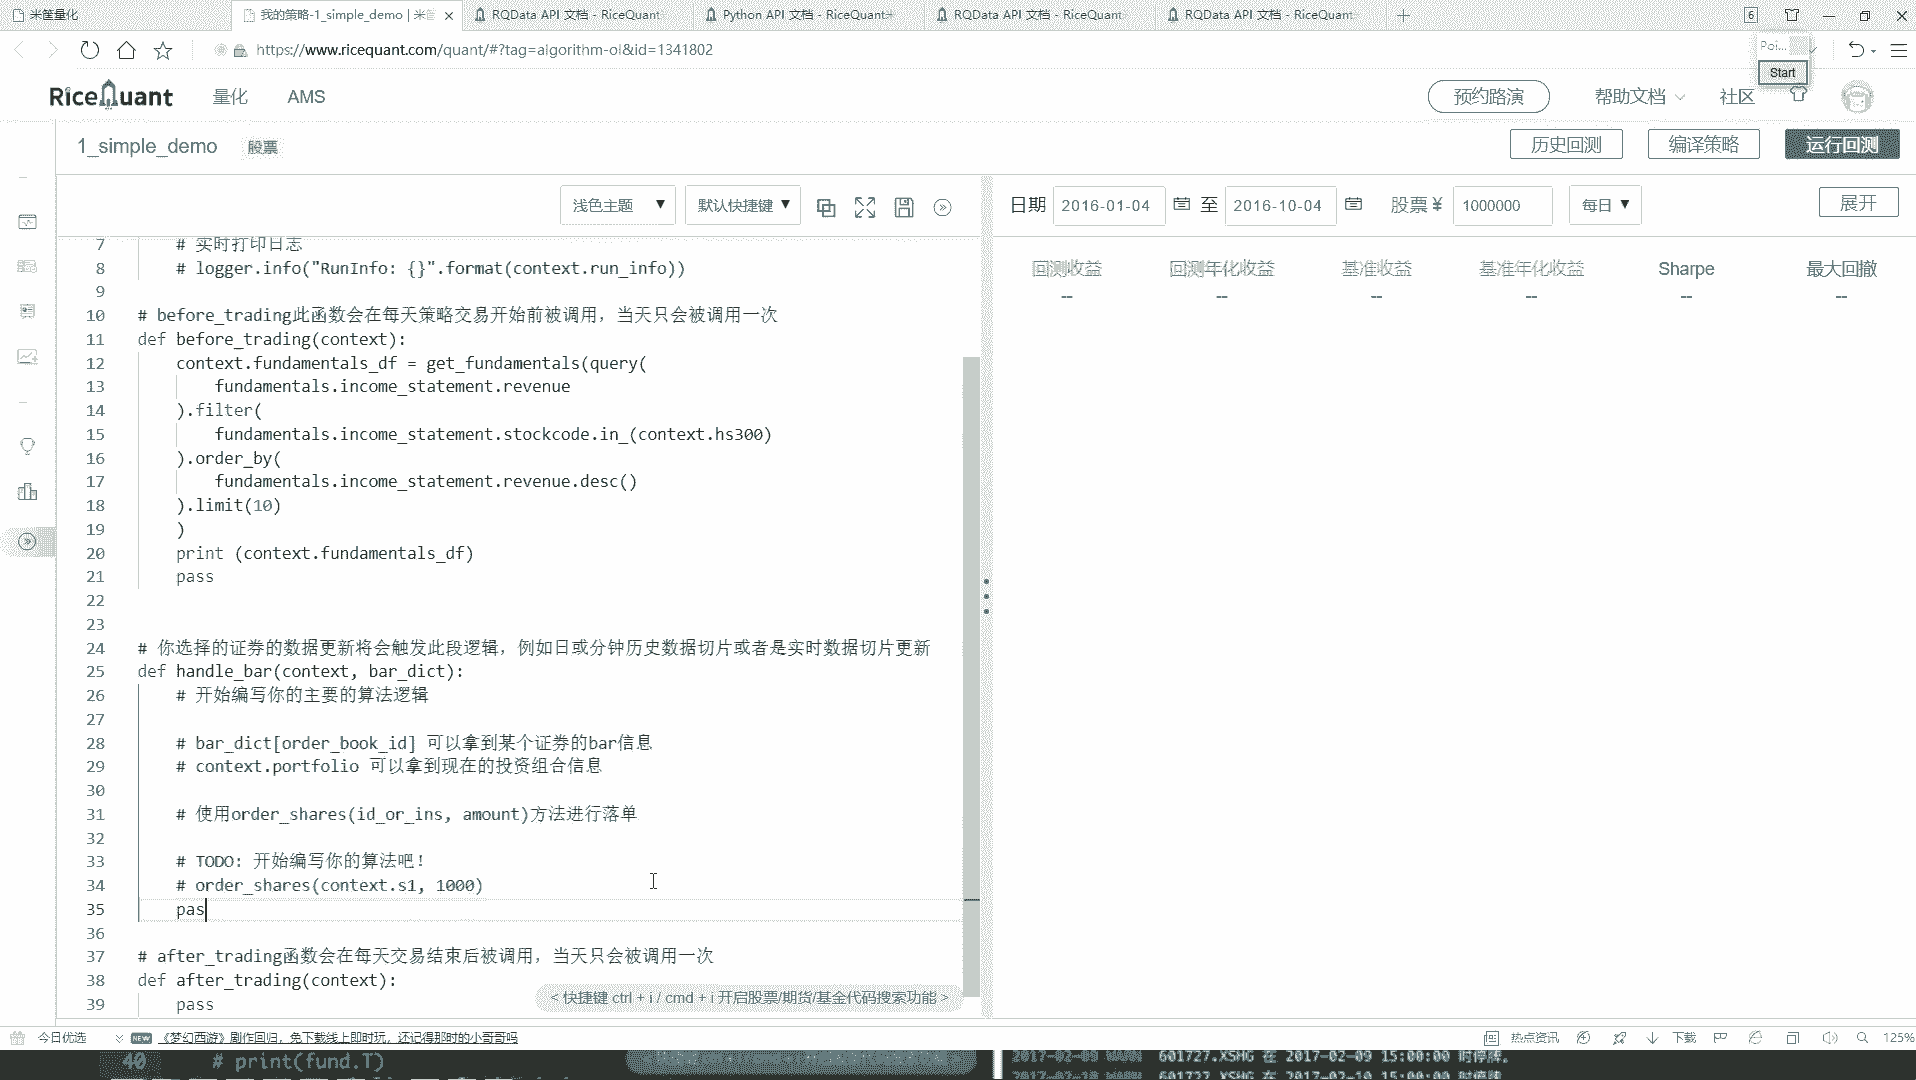 米筐量化
我的策略-1_simple_demo | 米筐
RQData API 文档 - RiceQuant
Python API 文档 - RiceQuant
RQData API 文档 - RiceQuant
RQData API 文档 - RiceQuant
6
https://www.ricequant.com/quant/#?tag=algorithm-ol&id=1341802
Poi...
Start
RiceQuant
量化
AMS
预约路演
帮助文档
社区
1_simple_demo
股票
历史回测
编译策略
运行回测
浅色主题
默认快捷键
日期 2016-01-04 至 2016-10-04
股票 ¥ 1000000
每日
展开
7 # 实时打印日志
8 # logger.info("RunInfo: {}".format(context.run_info))
9
10 # before_trading此函数会在每天策略交易开始前被调用，当天只会被调用一次
11 def before_trading(context):
12 context.fundamentals_df = get_fundamentals(query(
13 fundamentals.income_statement.revenue
14 ).filter(
15 fundamentals.income_statement.stockcode.in_(context.hs300)
16 ).order_by(
17 fundamentals.income_statement.revenue.desc()
18 ).limit(10)
19 )
20 print (context.fundamentals_df)
21 pass
22
23
24 # 你选择的证券的数据更新将会触发此段逻辑，例如日或分钟历史数据切片或者是实时数据切片更新
25 def handle_bar(context, bar_dict):
26 # 开始编写你的主要的算法逻辑
27
28 # bar_dict[order_book_id] 可以拿到某个证券的bar信息
29 # context.portfolio 可以拿到现在的投资组合信息
30
31 # 使用order_shares(id_or_ins, amount)方法进行落单
32
33 # TODO: 开始编写你的算法吧！
34 # order_shares(context.s1, 1000)
35 pas
36
37 # after_trading函数会在每天交易结束后被调用，当天只会被调用一次
38 def after_trading(context):
39 pass
< 快捷键 ctrl + i / cmd + i 开启股票/期货/基金代码搜索功能 >
回测收益
回测年化收益
基准收益
基准年化收益
Sharpe
最大回撤
-- -- -- -- -- --
今日优选
NEW
《梦幻西游》剧作回归，免下载线上即时玩，还记得那时的小哥哥吗
热点资讯
下载
125%
40 # print(fund.T)
2017-02-09 WARN 601727.XSHG 在 2017-02-09 15:00:00 时停牌。
2017-02-10 WARN 601727.XSHG 在 2017-02-10 15:00:00 时停牌。